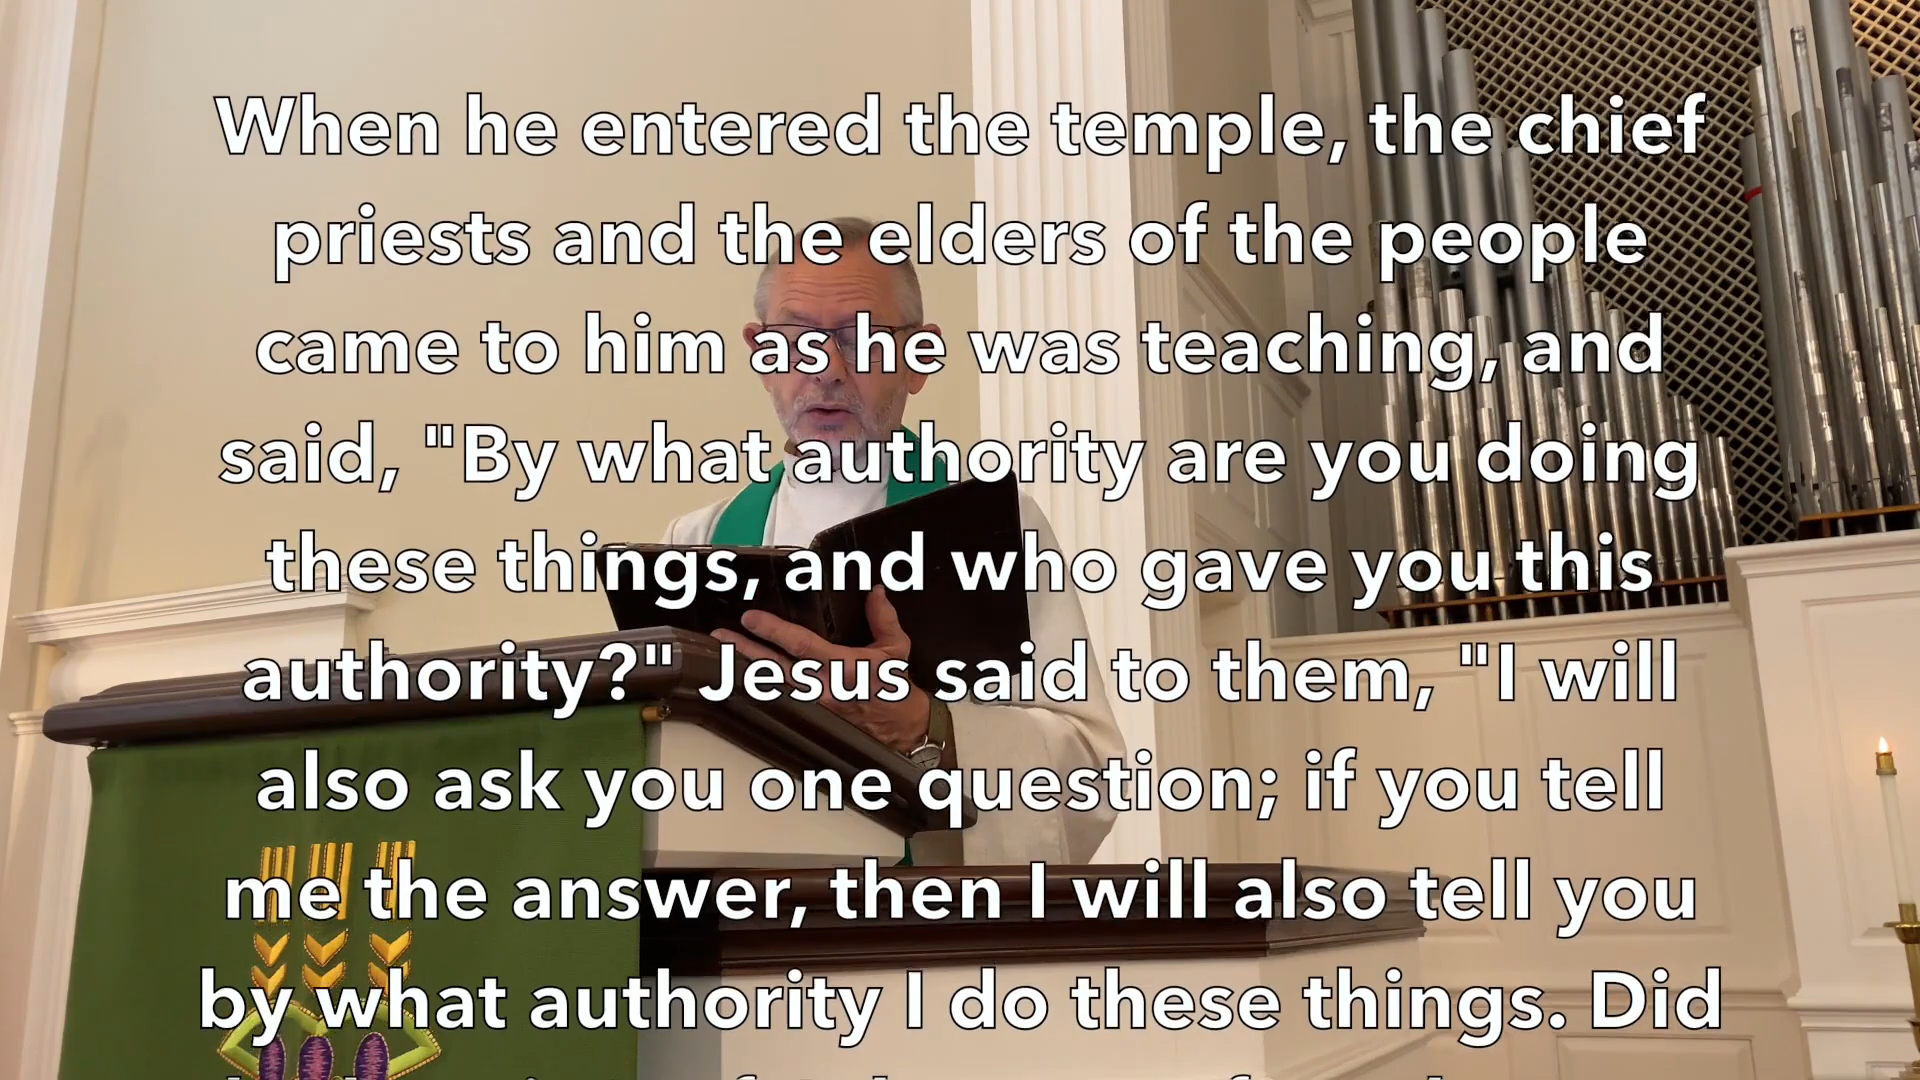 When he entered the temple, the chief
priests and the elders of the people
came to him as he was teaching, and
said, "By what authority are you doing
these things, and who gave you this
authority?" Jesus said to them, "I will
also ask you one question; if you tell
me the answer, then I will also tell you
by what authority I do these things. Did